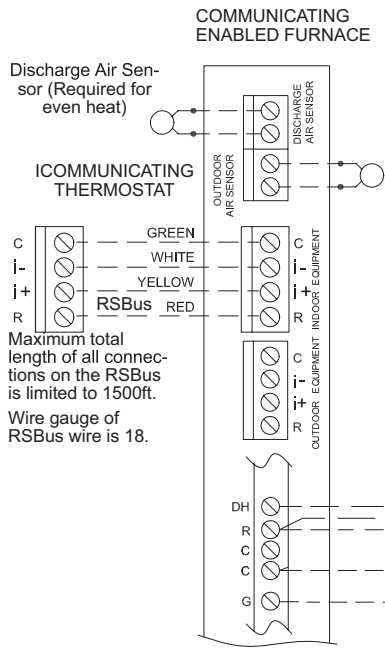 COMMUNICATING
ENABLED FURNACE
Discharge Air Sen-
sor (Required for
even heat)
DISCHARGE
AIR SENSOR
OUTDOOR
AIR SENSOR
ICOMMUNICATING
THERMOSTAT
C
i-
i+
R
GREEN
WHITE
YELLOW
RSBus RED
C
i-
i+
R
INDOOR EQUIPMENT
Maximum total
length of all connec-
tions on the RSBus
is limited to 1500ft.
Wire gauge of
RSBus wire is 18.
C
i-
i+
R
OUTDOOR EQUIPMENT
DH
R
C
C
G